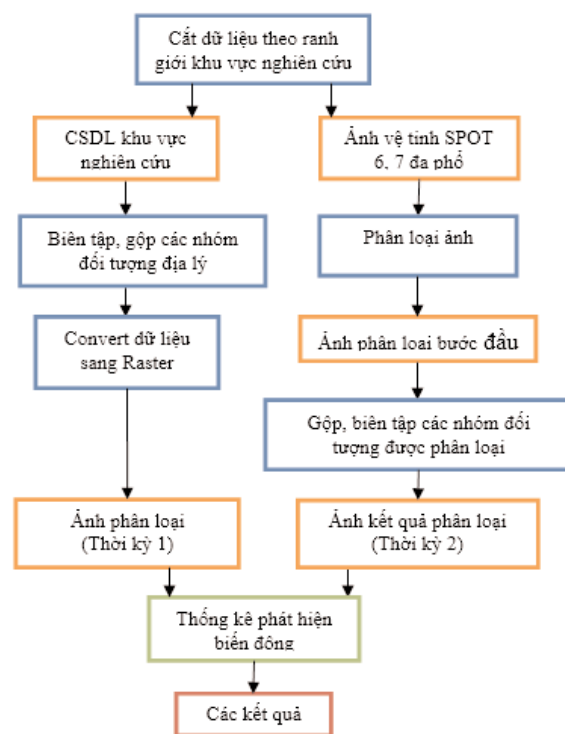 Cắt dữ liệu theo ranh
giới khu vực nghiên cứu
CSDL khu vực
nghiên cứu
Ảnh vệ tinh SPOT
6, 7 đa phổ
Biên tập, gộp các nhóm
đối tượng địa lý
Phân loại ảnh
Convert dữ liệu
sang Raster
Ảnh phân loại bước đầu
Gộp, biên tập các nhóm đối
tượng được phân loại
Ảnh phân loại
(Thời kỳ 1)
Ảnh kết quả phân loại
(Thời kỳ 2)
Thống kê phát hiện
biến động
Các kết quả